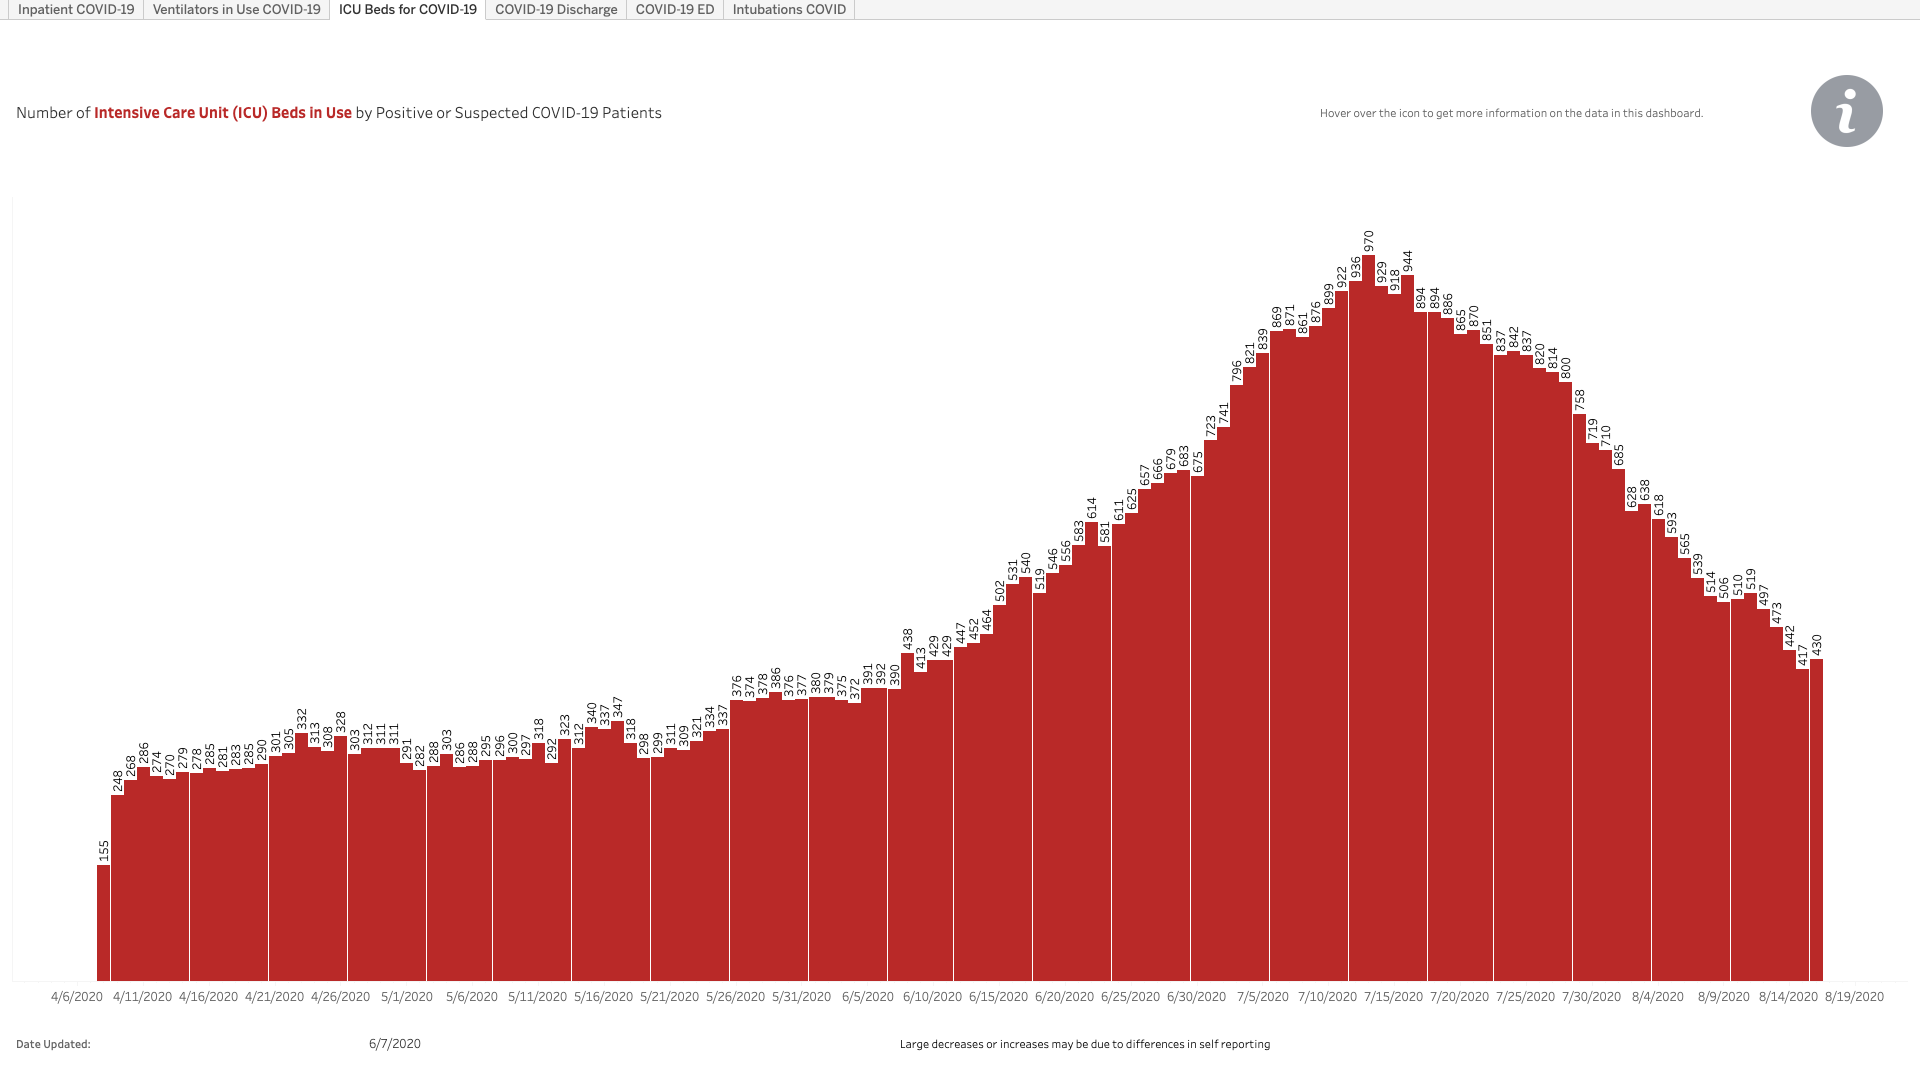 Inpatient COVID-19 Ventilators in Use COVID-19 ICU Beds for COVID-19 COVID-19 Discharge COVID-19 ED Intubations COVID
Number of Intensive Care Unit (ICU) Beds in Use by Positive or Suspected COVID-19 Patients
Hover over the icon to get more information on the data in this dashboard.
i
155 248 268 286 274 270 279 278 285 281 283 285 290 301 305 332 313 308 328 303 312 311 311 291 282 288 303 286 288 295 296 300 297 318 292 323 312 340 337 347 318 298 299 311 309 321 334 337 376 374 378 386 376 377 380 379 375 372 391 392 390 438 413 429 429 447 452 464 502 531 540 519 546 556 583 614 581 611 625 657 666 679 683 675 723 741 796 821 839 869 871 861 876 899 922 936 970 929 918 944 894 894 886 865 870 851 837 842 837 820 814 800 758 719 710 685 628 638 618 593 565 539 514 506 510 519 497 473 442 417 430
4/6/2020 4/11/2020 4/16/2020 4/21/2020 4/26/2020 5/1/2020 5/6/2020 5/11/2020 5/16/2020 5/21/2020 5/26/2020 5/31/2020 6/5/2020 6/10/2020 6/15/2020 6/20/2020 6/25/2020 6/30/2020 7/5/2020 7/10/2020 7/15/2020 7/20/2020 7/25/2020 7/30/2020 8/4/2020 8/9/2020 8/14/2020 8/19/2020
Date Updated: 6/7/2020 Large decreases or increases may be due to differences in self reporting